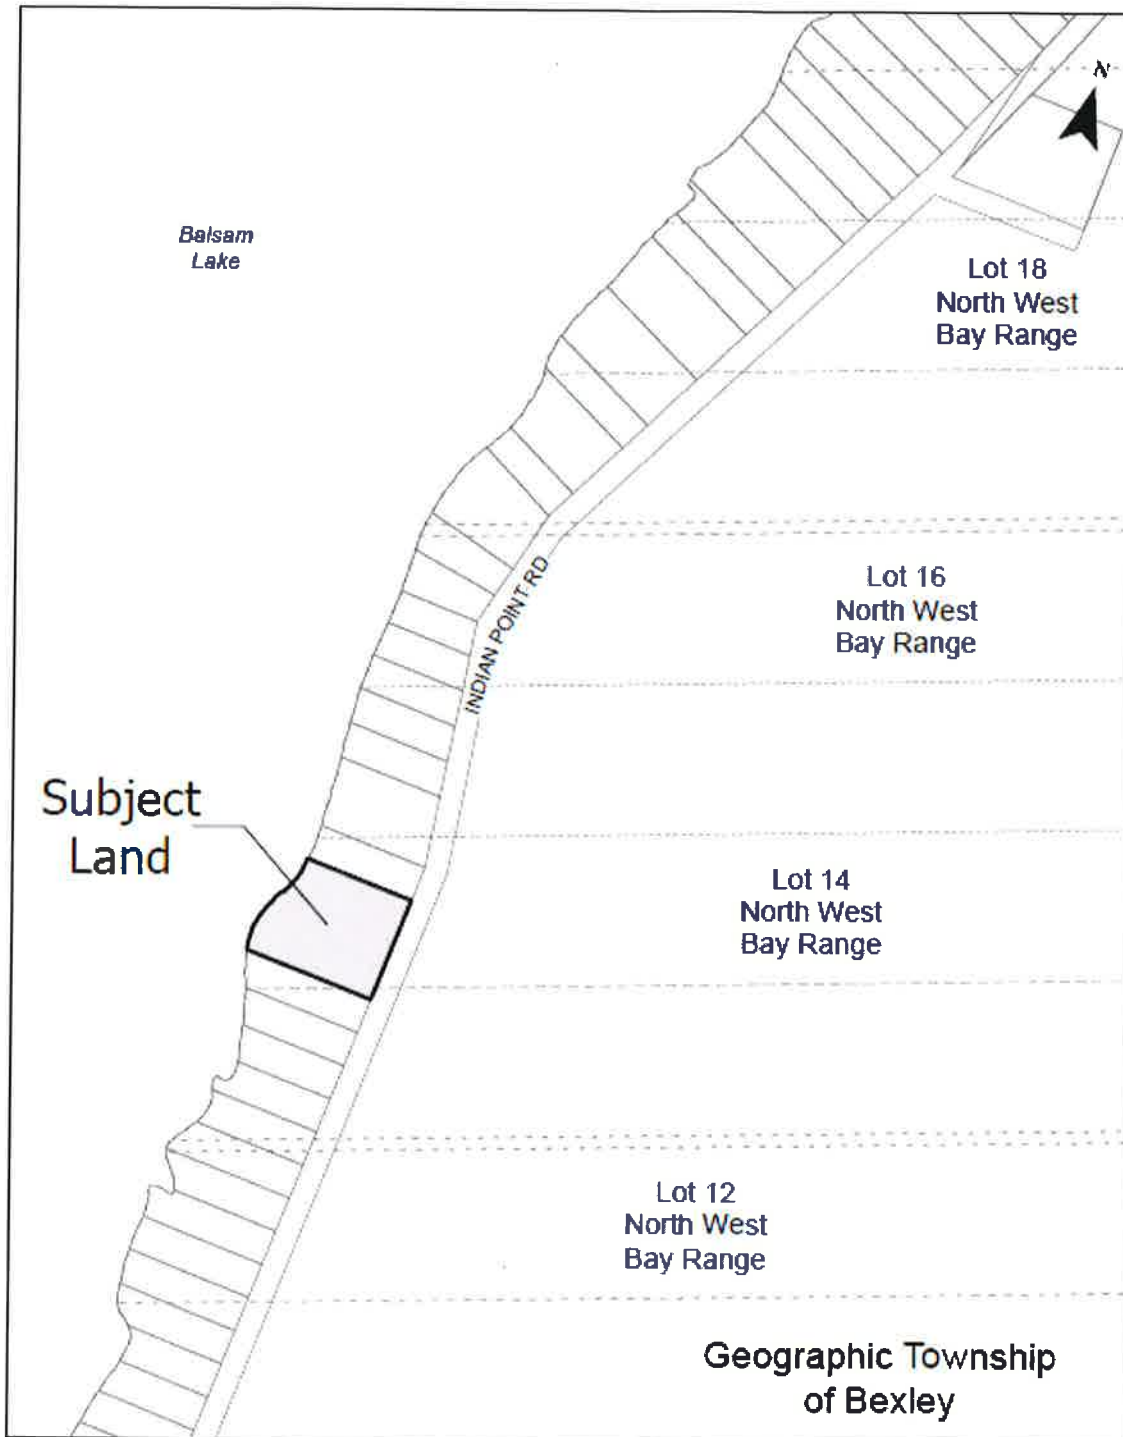 N
Balsam
Lake
Lot 18
North West
Bay Range
INDIAN POINT RD
Lot 16
North West
Bay Range
Subject
Land
Lot 14
North West
Bay Range
Lot 12
North West
Bay Range
Geographic Township
of Bexley